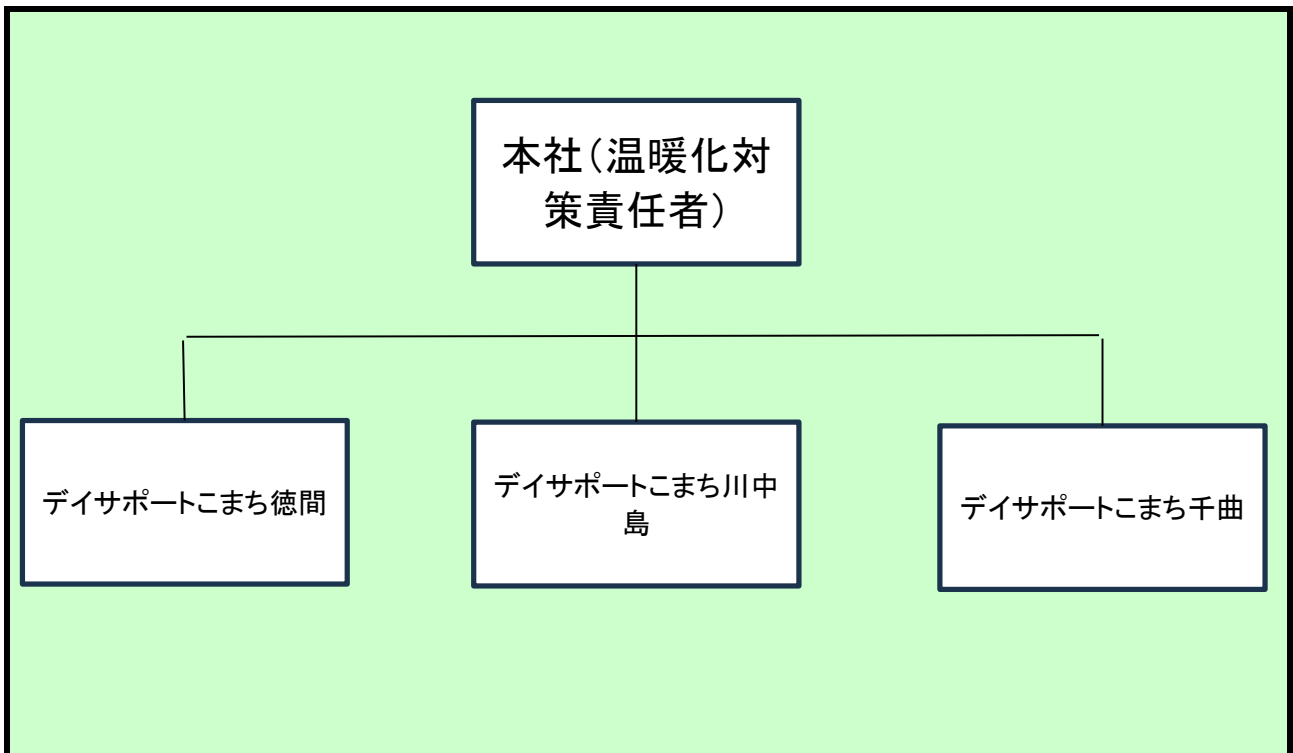 本社（温暖化対
策責任者）
デイサポートこまち徳間
デイサポートこまち川中
島
デイサポートこまち千曲